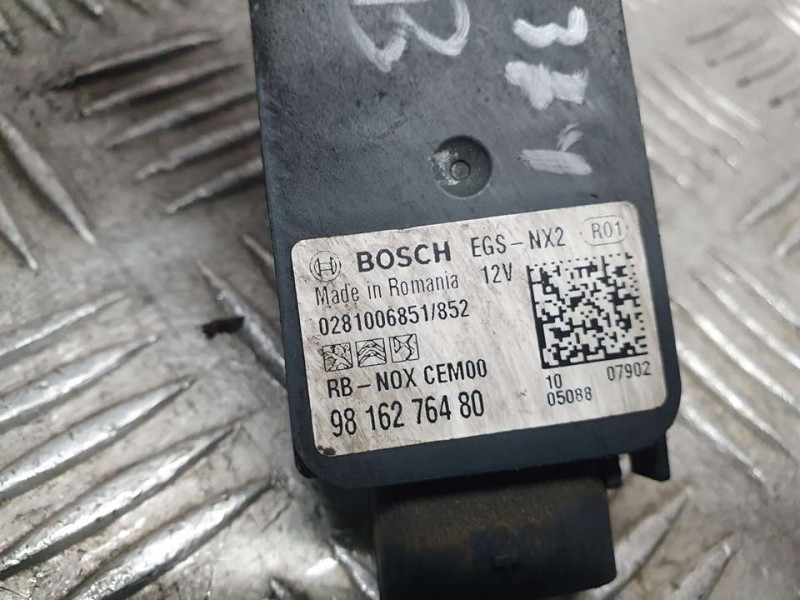 BOSCH EGS-NX2 R01
Made in Romania 12V
0281006851/852
RB-NOX CEM00
98 162 764 80
10 07902
05088